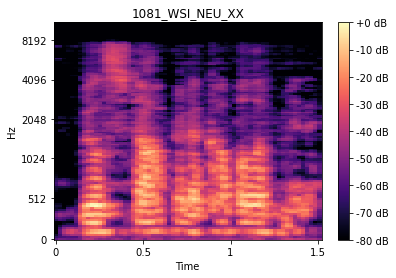 1081_WSI_NEU_XX
Hz
8192
4096
2048
1024
512
0
0
0.5
1
1.5
Time
+0 dB
-10 dB
-20 dB
-30 dB
-40 dB
-50 dB
-60 dB
-70 dB
-80 dB